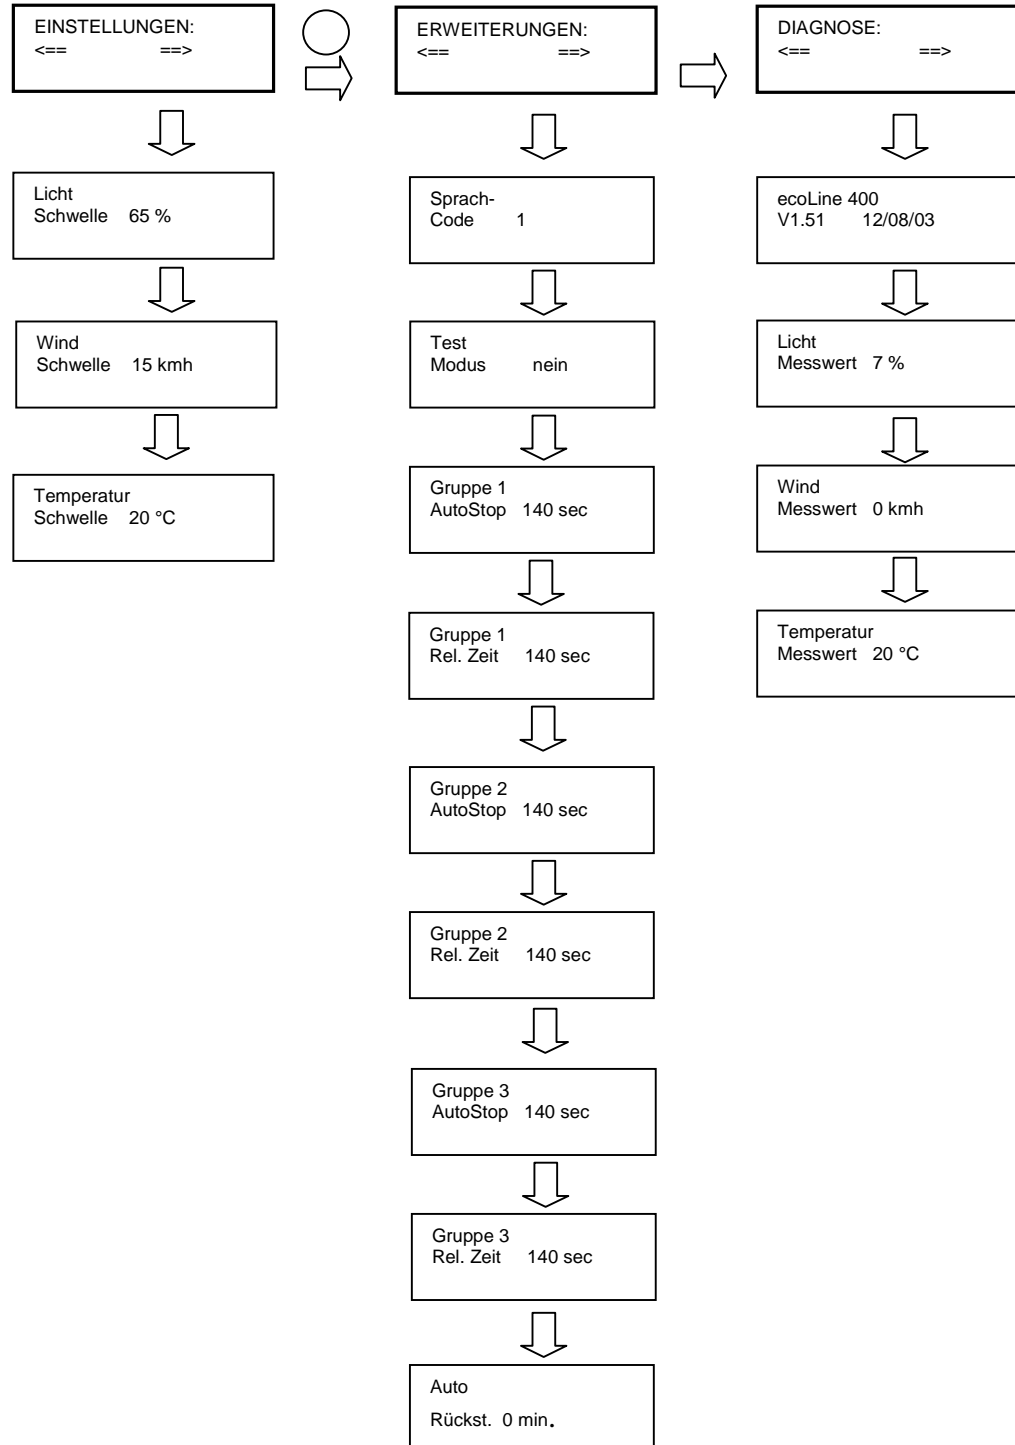 EINSTELLUNGEN:
<== ==>
Licht
Schwelle 65 %
Wind
Schwelle 15 kmh
Temperatur
Schwelle 20 °C
ERWEITERUNGEN:
<== ==>
Sprach-
Code 1
Test
Modus nein
Gruppe 1
AutoStop 140 sec
Gruppe 1
Rel. Zeit 140 sec
Gruppe 2
AutoStop 140 sec
Gruppe 2
Rel. Zeit 140 sec
Gruppe 3
AutoStop 140 sec
Gruppe 3
Rel. Zeit 140 sec
Auto
Rückst. 0 min.
DIAGNOSE:
<== ==>
ecoLine 400
V1.51 12/08/03
Licht
Messwert 7 %
Wind
Messwert 0 kmh
Temperatur
Messwert 20 °C